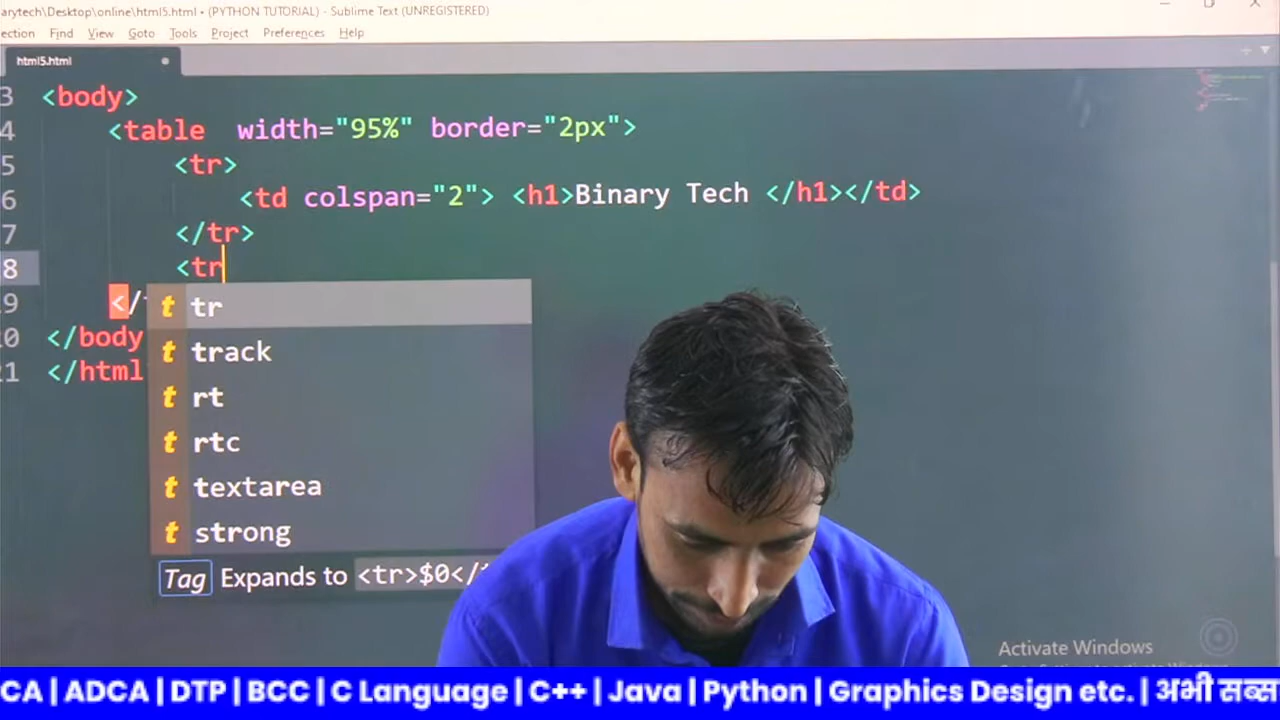 arytech\Desktop\online\html5.html • (PYTHON TUTORIAL) - Sublime Text (UNREGISTERED)
ection Find View Goto Tools Project Preferences Help
html5.html
3 <body>
4 <table width="95%" border="2px">
5 <tr>
6 <td colspan="2"> <h1>Binary Tech </h1></td>
7 </tr>
8 <tr
19 </
20 </body
21 </html
t tr
t track
t rt
t rtc
t textarea
t strong
Tag Expands to <tr>$0</
Activate Windows
CA | ADCA | DTP | BCC | C Language | C++ | Java | Python | Graphics Design etc. | अभी सब्स